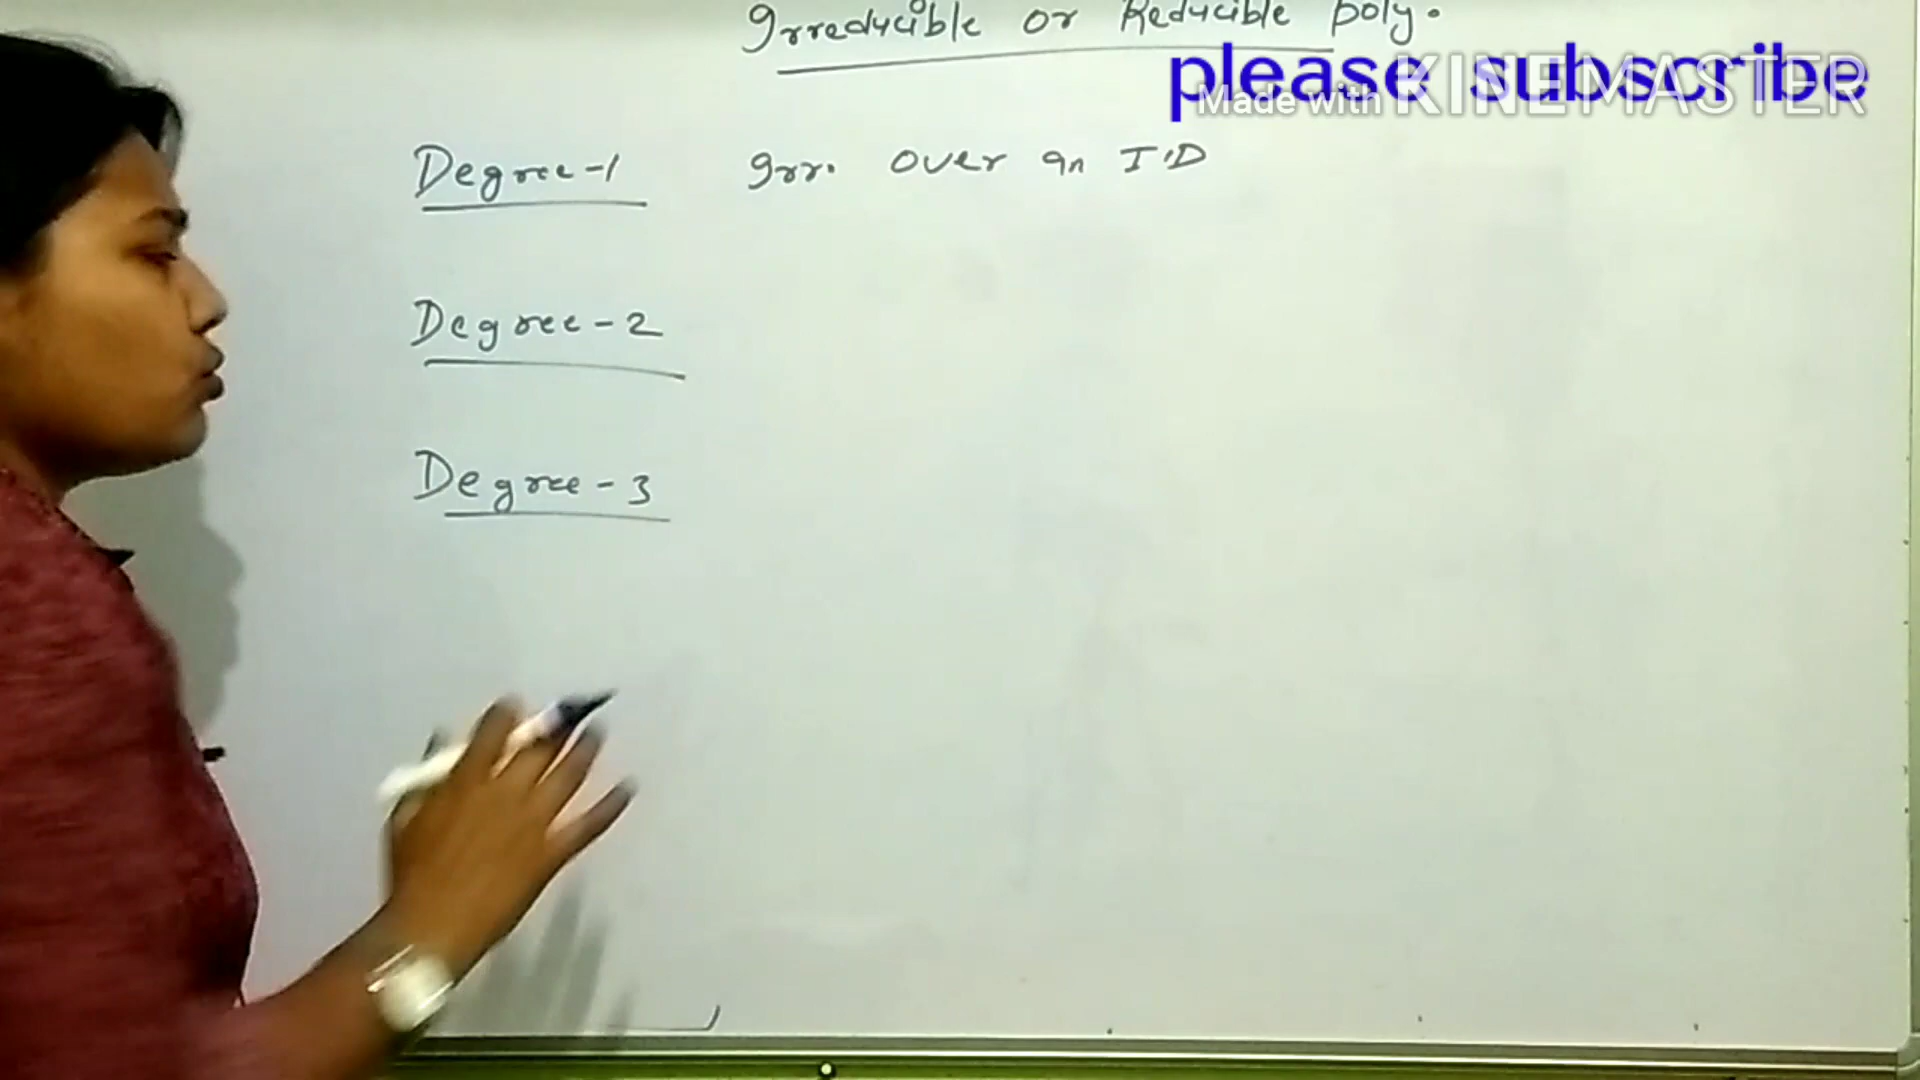 Irreducible or Reducible poly.
please subscribe
Made with KINEMASTER
Degree-1 Irr. Over an I.D
Degree-2
Degree-3